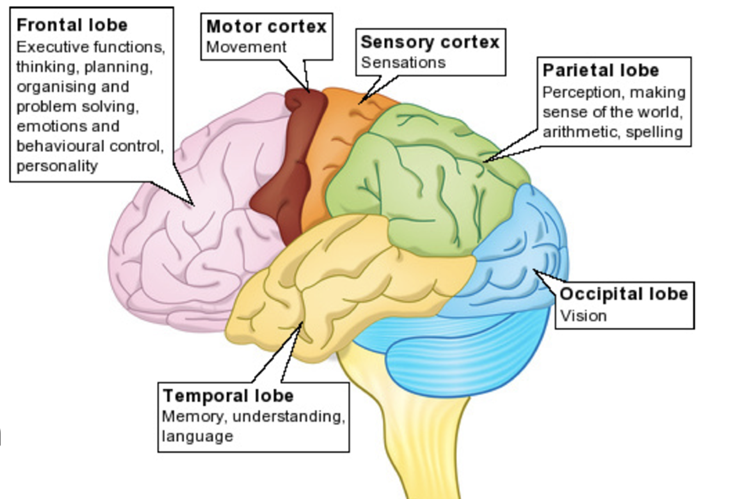 Frontal lobe
Executive functions,
thinking, planning,
organising and
problem solving,
emotions and
behavioural control,
personality
Motor cortex
Movement
Sensory cortex
Sensations
Parietal lobe
Perception, making
sense of the world,
arithmetic, spelling
Occipital lobe
Vision
Temporal lobe
Memory, understanding,
language